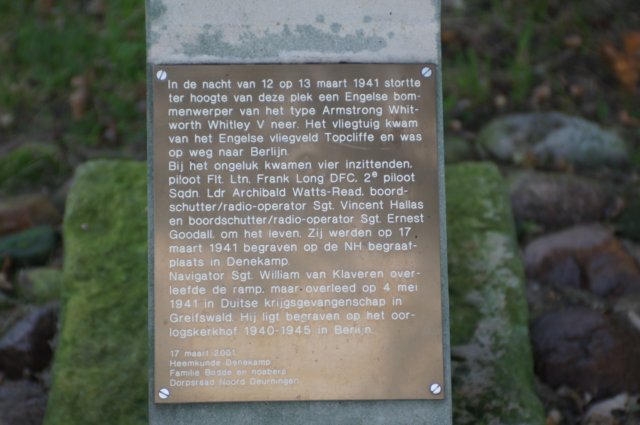 In de nacht van 12 op 13 maart 1941 stortte
ter hoogte van deze plek een Engelse bom-
menwerper van het type Armstrong Whit-
worth Whitley V neer. Het vliegtuig kwam
van het Engelse vliegveld Topcliffe en was
op weg naar Berlijn.
Bij het ongeluk kwamen vier inzittenden,
piloot Flt. Ltn. Frank Long DFC, 2e piloot
Sqdn Ldr Archibald Watts-Read, boord-
schutter/radio-operator Sgt. Vincent Hallas
en boordschutter/radio-operator Sgt. Ernest
Goodall, om het leven. Zij werden op 17
maart 1941 begraven op de NH begraaf-
plaats in Denekamp.
Navigator Sgt. William van Klaveren over-
leefde de ramp, maar overleed op 4 mei
1941 in Duitse krijgsgevangenschap in
Greifswald. Hij ligt begraven op het oor-
logskerkhof 1940-1945 in Berlijn.
17 maart 2001
Heemkunde Denekamp
Familie Bodde en noabers
Dorpsraad Noord Deurningen